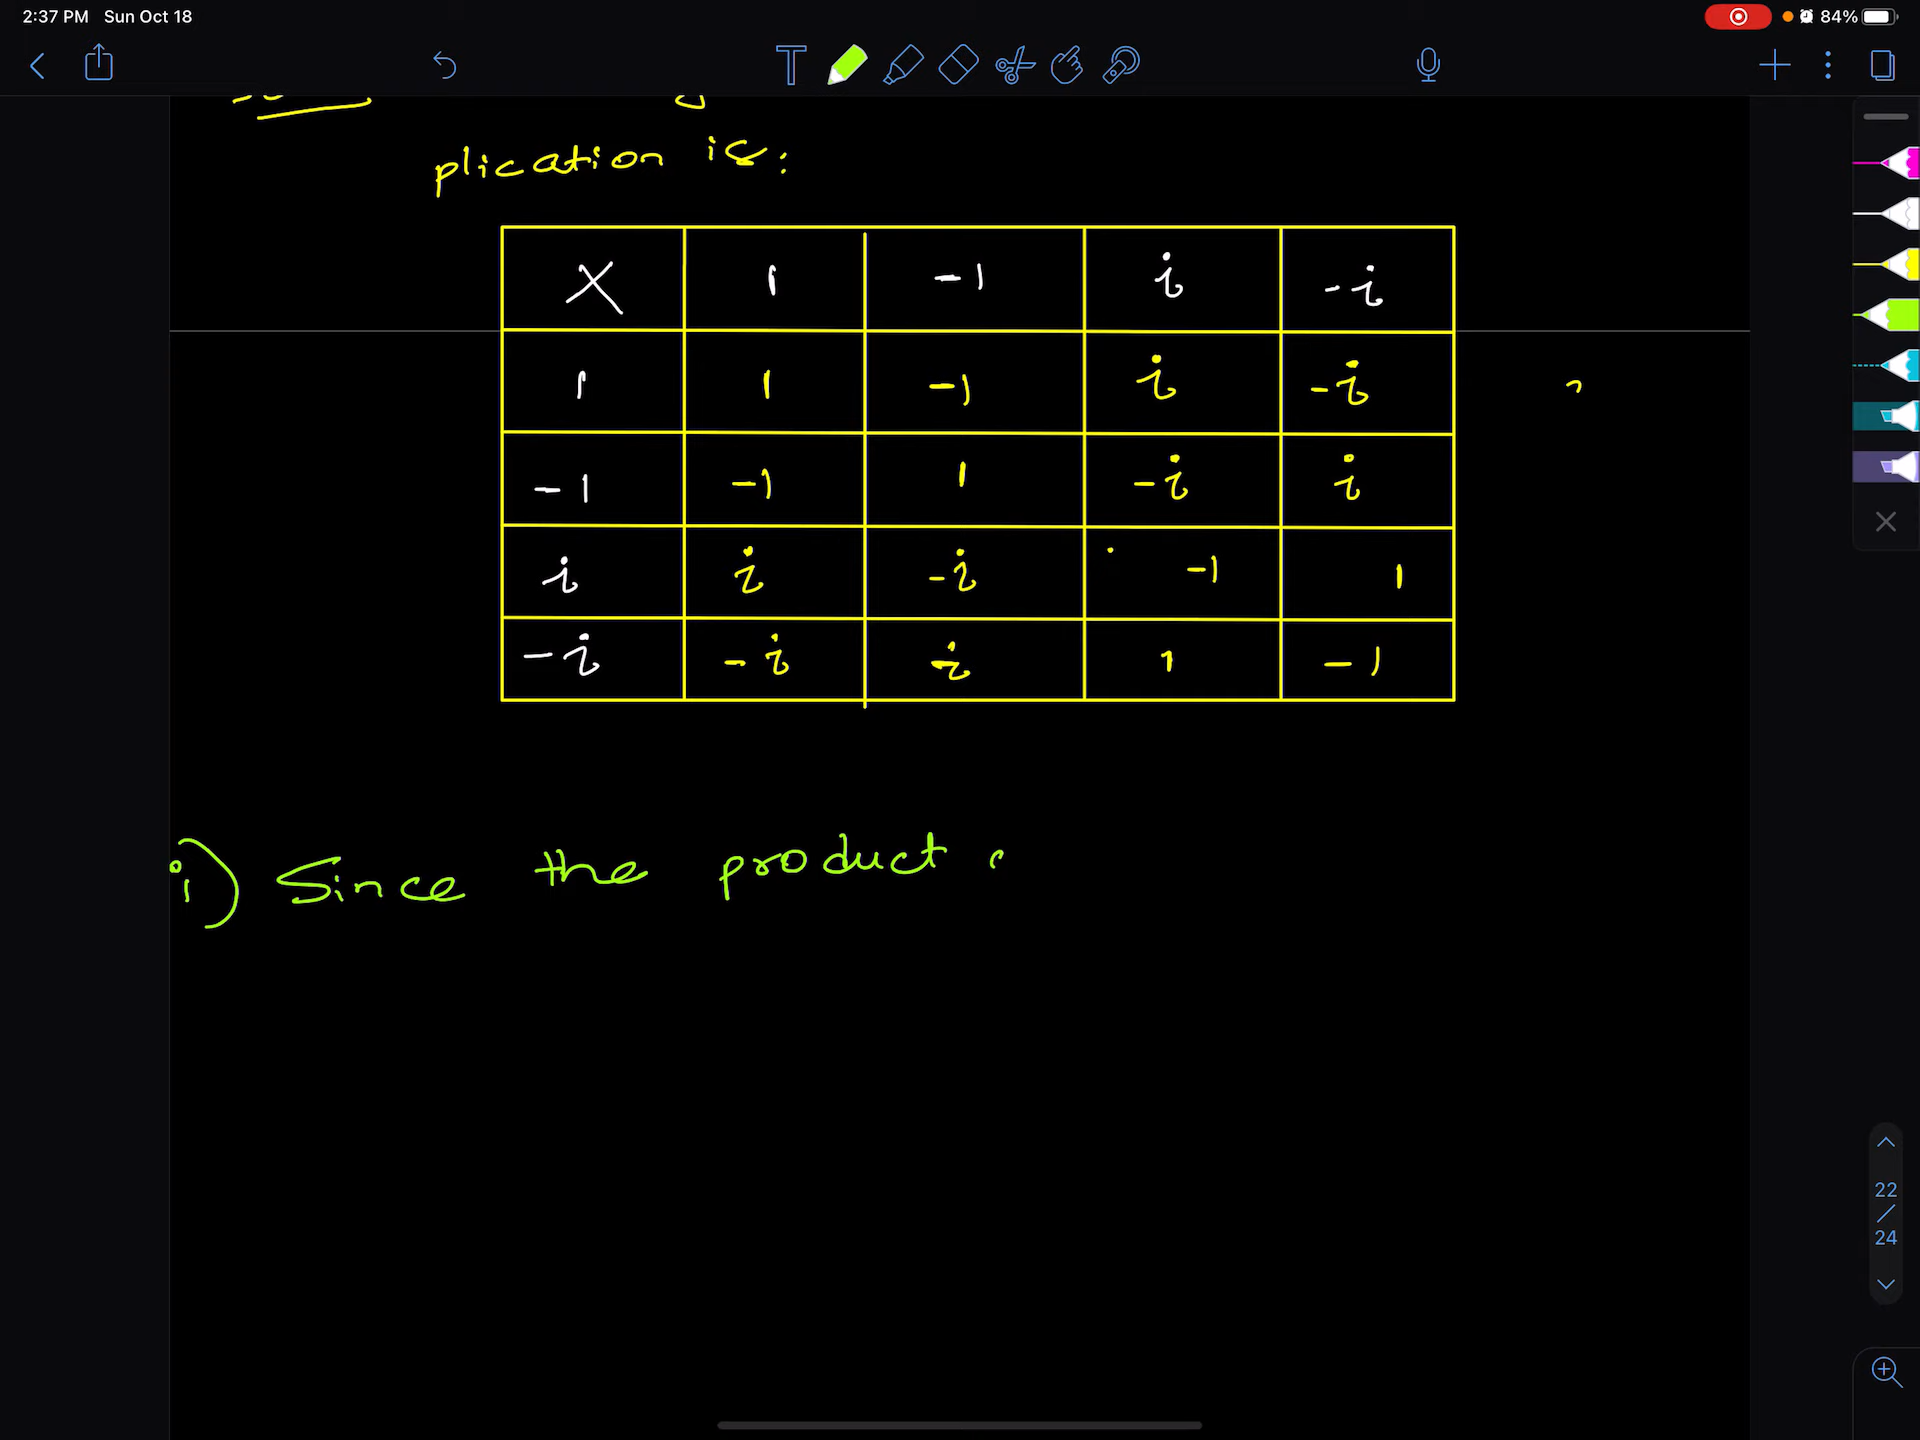 2:37 PM Sun Oct 18
84%
plication is:
X 1 -1 i -i
1 1 -1 i -i
-1 -1 1 -i i
i i -i -1 1
-i -i i 1 -1
i) Since the product
22
/
24